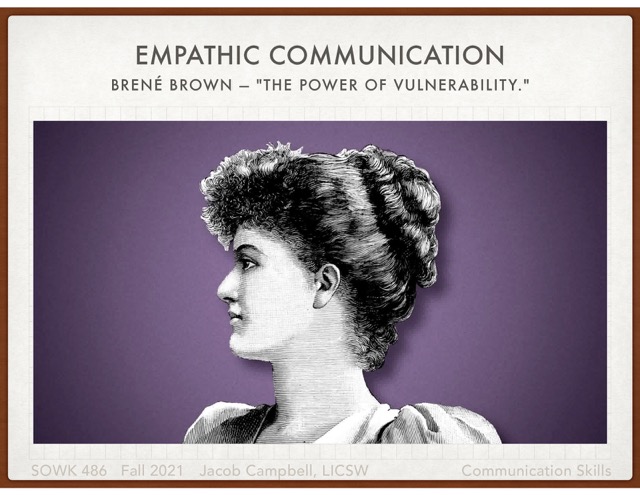 EMPATHIC COMMUNICATION
BRENÉ BROWN – "THE POWER OF VULNERABILITY."
SOWK 486 Fall 2021 Jacob Campbell, LICSW Communication Skills